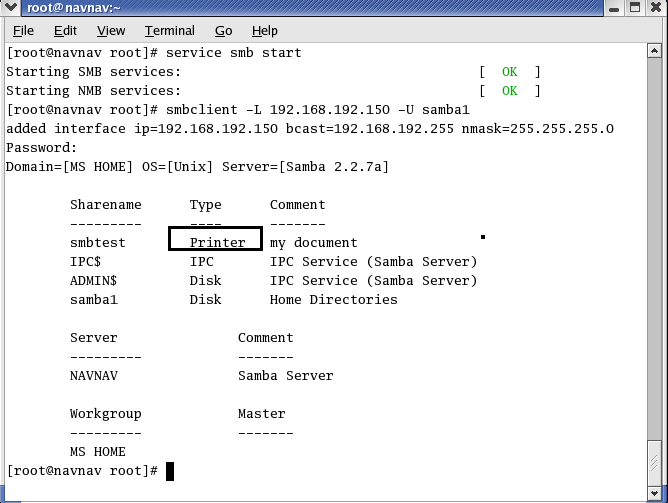 root@navnav:~
File Edit View Terminal Go Help
[root@navnav root]# service smb start
Starting SMB services: [ OK ]
Starting NMB services: [ OK ]
[root@navnav root]# smbclient -L 192.168.192.150 -U samba1
added interface ip=192.168.192.150 bcast=192.168.192.255 nmask=255.255.255.0
Password:
Domain=[MS HOME] OS=[Unix] Server=[Samba 2.2.7a]
Sharename Type Comment
--------- ---- -------
smbtest Printer my document
IPC$ IPC IPC Service (Samba Server)
ADMIN$ Disk IPC Service (Samba Server)
samba1 Disk Home Directories
Server Comment
--------- -------
NAVNAV Samba Server
Workgroup Master
--------- -------
MS HOME
[root@navnav root]#